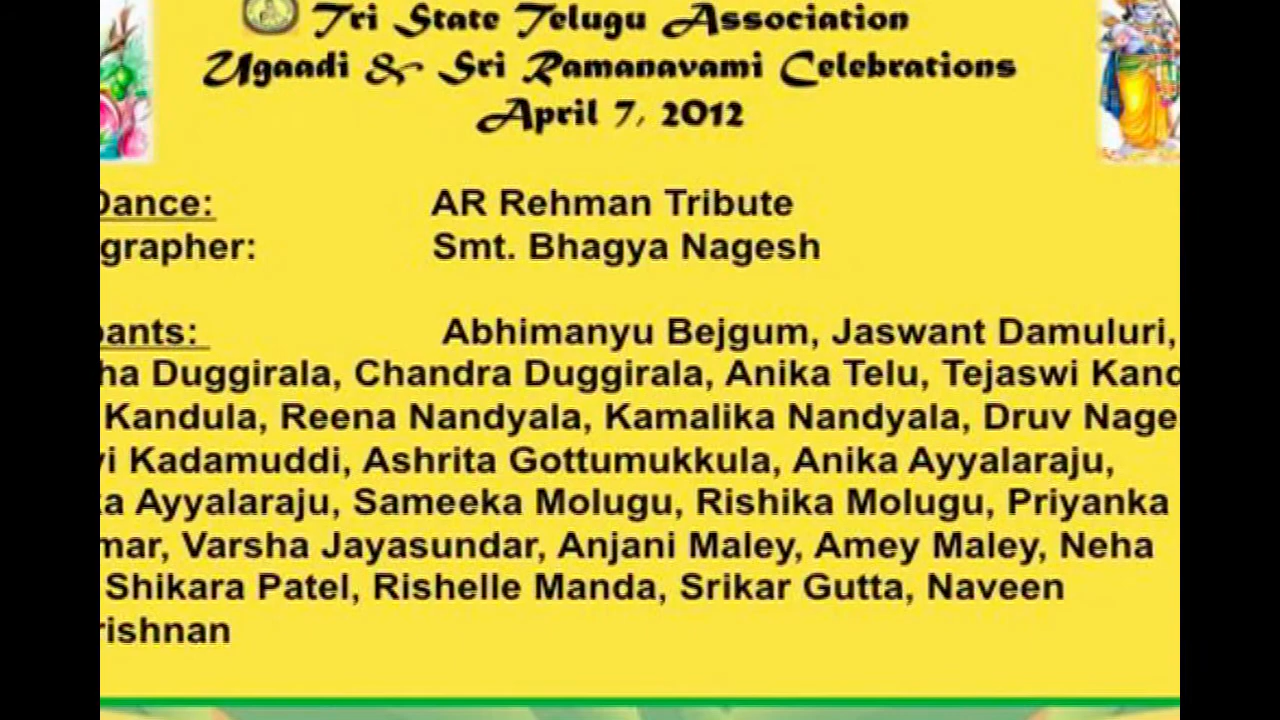 Tri State Telugu Association
Ugaadi & Sri Ramanavami Celebrations
April 7, 2012
Dance: AR Rehman Tribute
grapher: Smt. Bhagya Nagesh
pants: Abhimanyu Bejgum, Jaswant Damuluri,
ha Duggirala, Chandra Duggirala, Anika Telu, Tejaswi Kand
Kandula, Reena Nandyala, Kamalika Nandyala, Druv Nage
vi Kadamuddi, Ashrita Gottumukkula, Anika Ayyalaraju,
ka Ayyalaraju, Sameeka Molugu, Rishika Molugu, Priyanka
mar, Varsha Jayasundar, Anjani Maley, Amey Maley, Neha
Shikara Patel, Rishelle Manda, Srikar Gutta, Naveen
rishnan